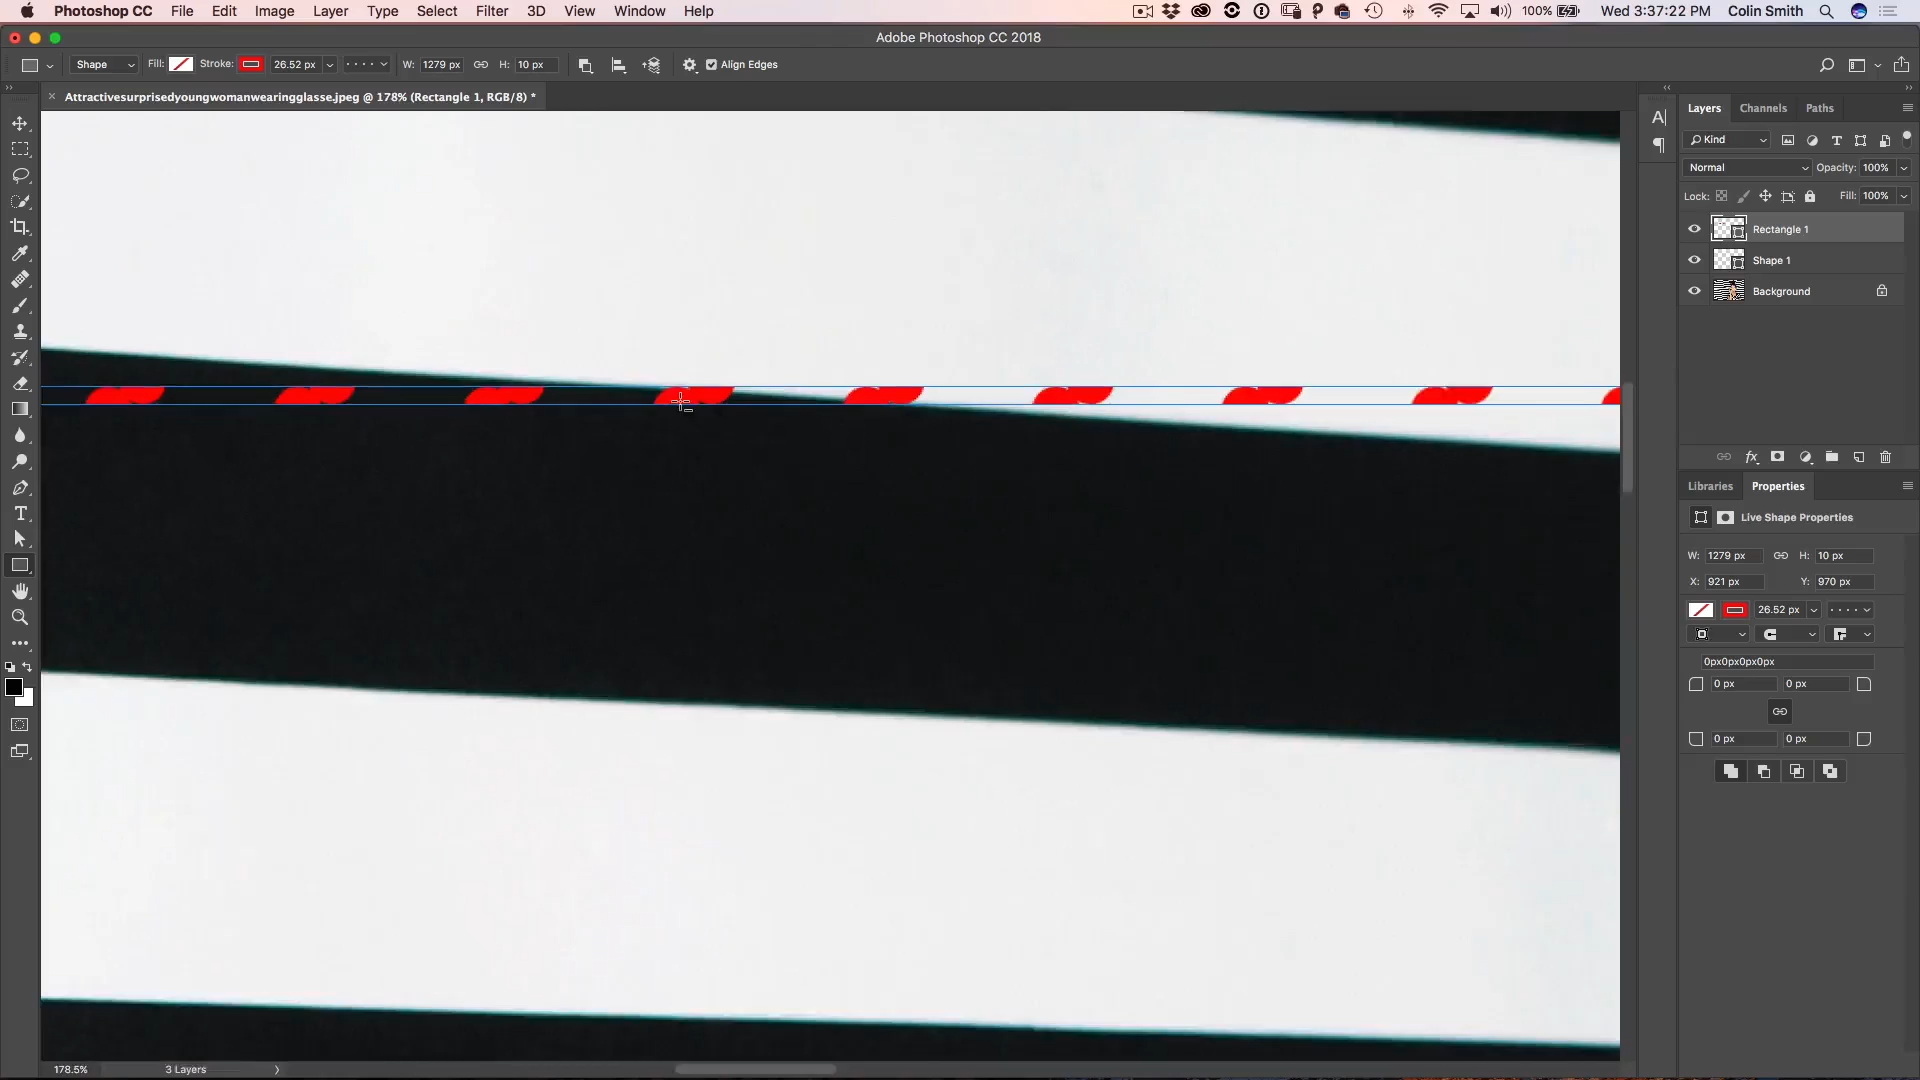 Photoshop CC File Edit Image Layer Type Select Filter 3D View Window Help 100% Wed 3:37:22 PM Colin Smith
Adobe Photoshop CC 2018
Shape Fill: Stroke: 26.52 px W: 1279 px H: 10 px Align Edges
Attractivesurprisedyoungwomanwearingglasse.jpeg @ 178% (Rectangle 1, RGB/8) *
Layers Channels Paths
Kind
Normal Opacity: 100%
Lock: Fill: 100%
Rectangle 1
Shape 1
Background
Libraries Properties
Live Shape Properties
W: 1279 px H: 10 px
X: 921 px Y: 970 px
26.52 px
0px0px0px0px
0 px 0 px
0 px 0 px
178.5% 3 Layers